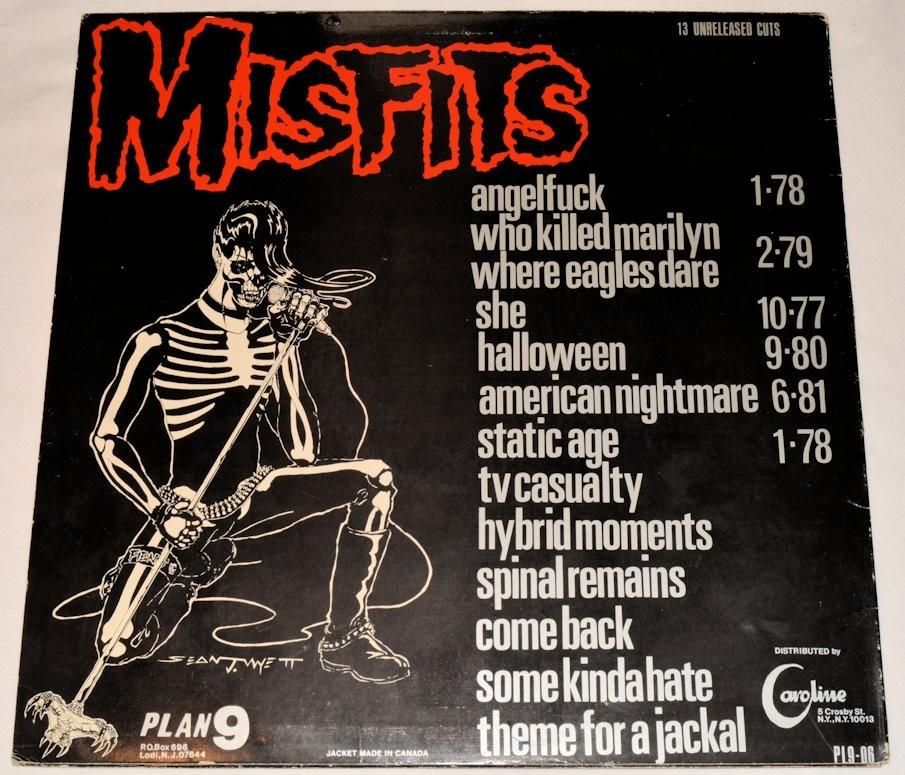 MISFITS
13 UNRELEASED CUTS
angelfuck 1·78
who killed marilyn
where eagles dare 2·79
she 10·77
halloween 9·80
american nightmare 6·81
static age 1·78
tv casualty
hybrid moments
spinal remains
come back
some kinda hate
theme for a jackal
FIEND
SEAN J. WYETT
PLAN 9
P.O.Box 696
Lodi, N.J. 07644
JACKET MADE IN CANADA
DISTRIBUTED by
Caroline
5 Crosby St.
N.Y., N.Y. 10013
PL9-06